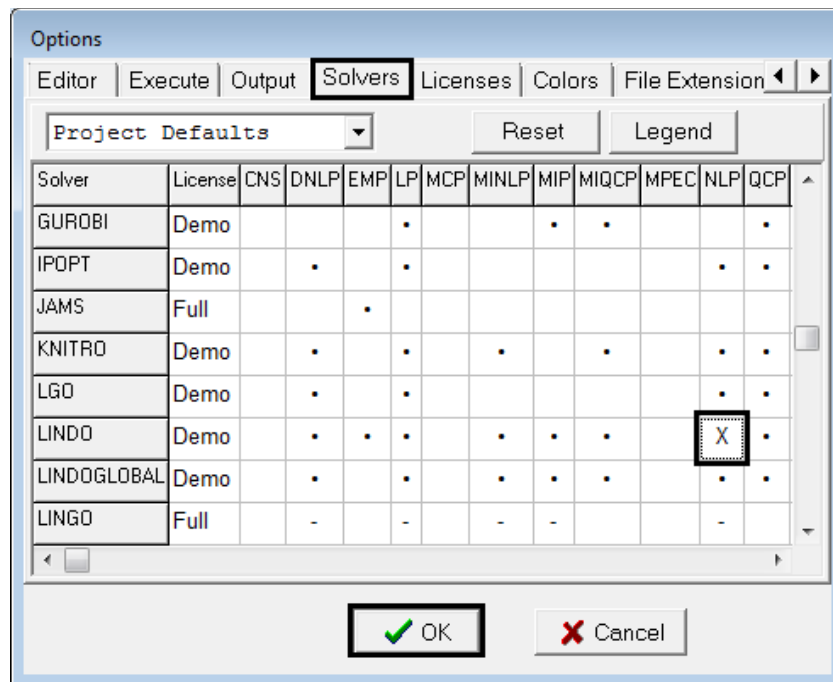 Options
Editor Execute Output Solvers Licenses Colors File Extension
Project Defaults Reset Legend
Solver License CNS DNLP EMP LP MCP MINLP MIP MIQCP MPEC NLP QCP
GUROBI Demo • • • •
IPOPT Demo • • • •
JAMS Full •
KNITRO Demo • • • • • •
LGO Demo • • • •
LINDO Demo • • • • • • X •
LINDOGLOBAL Demo • • • • • • •
LINGO Full - - - - -
OK Cancel